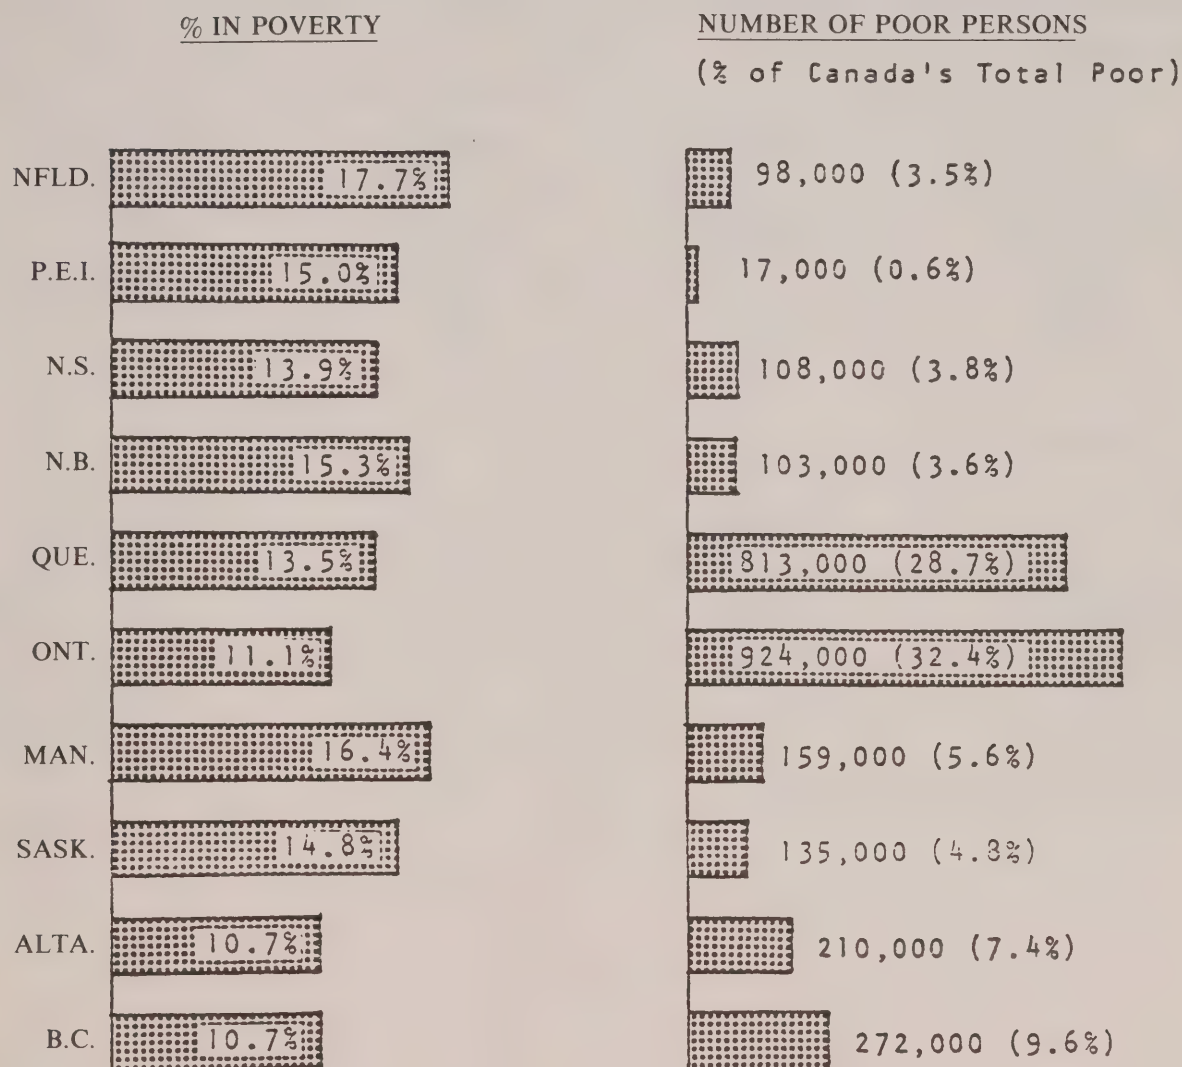 % IN POVERTY NUMBER OF POOR PERSONS
(% of Canada's Total Poor)
NFLD. 17.7% 98,000 (3.5%)
P.E.I. 15.0% 17,000 (0.6%)
N.S. 13.9% 108,000 (3.8%)
N.B. 15.3% 103,000 (3.6%)
QUE. 13.5% 813,000 (28.7%)
ONT. 11.1% 924,000 (32.4%)
MAN. 16.4% 159,000 (5.6%)
SASK. 14.8% 135,000 (4.8%)
ALTA. 10.7% 210,000 (7.4%)
B.C. 10.7% 272,000 (9.6%)